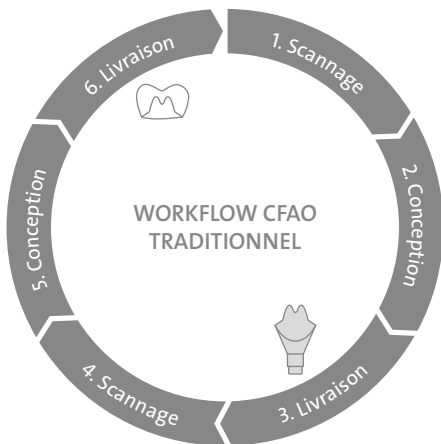 1. Scannage
2. Conception
3. Livraison
4. Scannage
5. Conception
6. Livraison
WORKFLOW CFAO
TRADITIONNEL